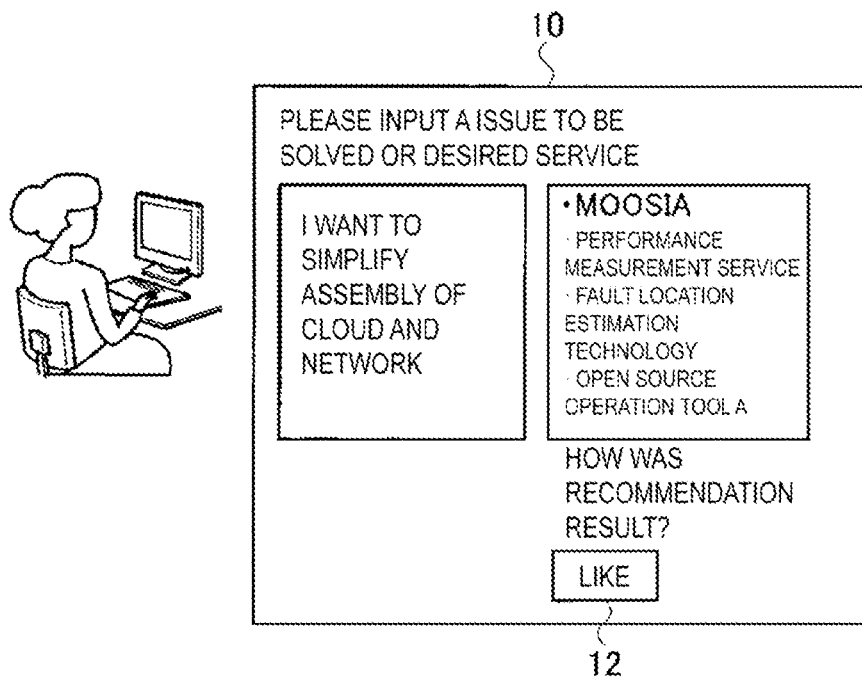 10
PLEASE INPUT A ISSUE TO BE
SOLVED OR DESIRED SERVICE
I WANT TO
SIMPLIFY
ASSEMBLY OF
CLOUD AND
NETWORK
・MOOSIA
· PERFORMANCE
MEASUREMENT SERVICE
· FAULT LOCATION
ESTIMATION
TECHNOLOGY
· OPEN SOURCE
OPERATION TOOL A
HOW WAS
RECOMMENDATION
RESULT?
LIKE
12